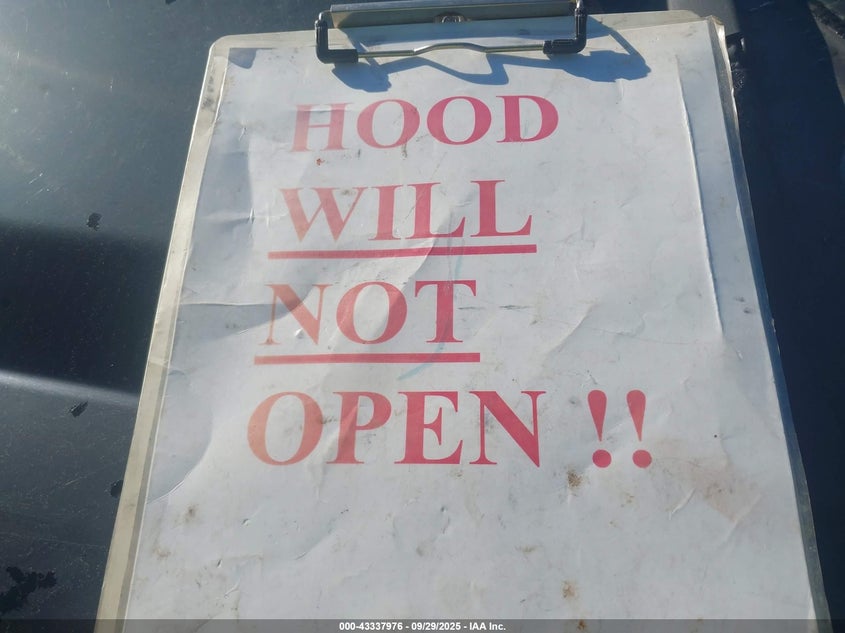 HOOD
WILL
NOT
OPEN !!
000-43337976 - 09/29/2025 - IAA Inc.